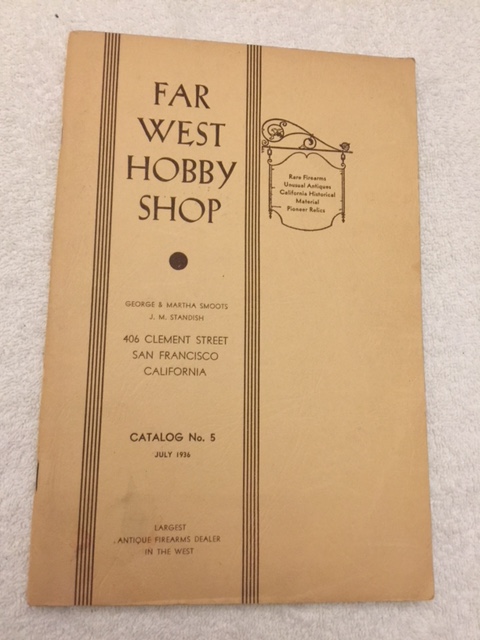 FAR
WEST
HOBBY
SHOP
GEORGE & MARTHA SMOOTS
J. M. STANDISH
406 CLEMENT STREET
SAN FRANCISCO
CALIFORNIA
CATALOG No. 5
JULY 1936
LARGEST
ANTIQUE FIREARMS DEALER
IN THE WEST
Rare Firearms
Unusual Antiques
California Historical
Material
Pioneer Relics